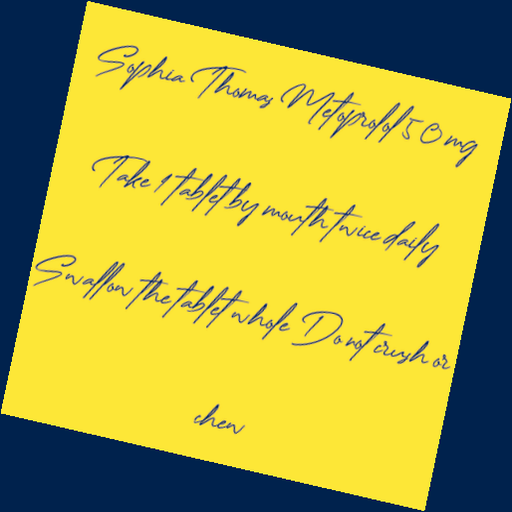 Sophia Thomas Metoprolol 50 mg
Take 1 tablet by mouth twice daily
Swallow the tablet whole Do not crush or
chew